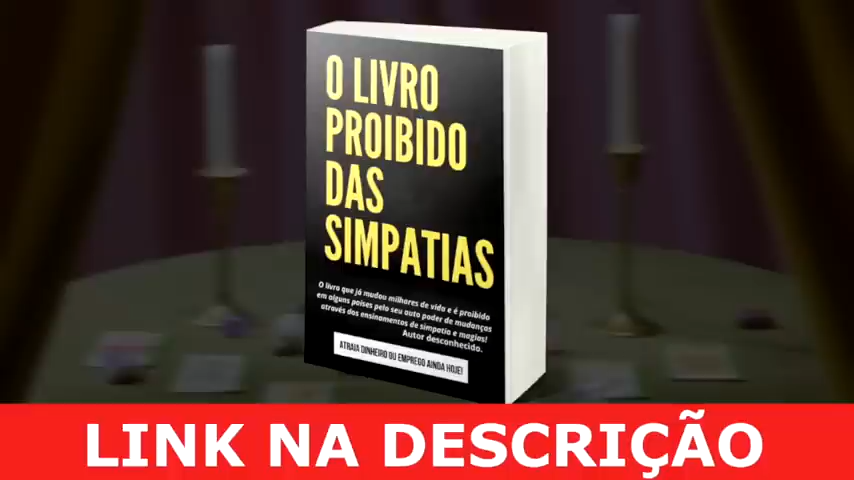 O LIVRO
PROIBIDO
DAS
SIMPATIAS
O livro que já mudou milhares de vida e é proibido
em alguns países pelo seu auto poder de mudanças
através dos ensinamentos de simpatia e magias!
Autor desconhecido.
ATRAIA DINHEIRO OU EMPREGO AINDA HOJE!
LINK NA DESCRIÇÃO